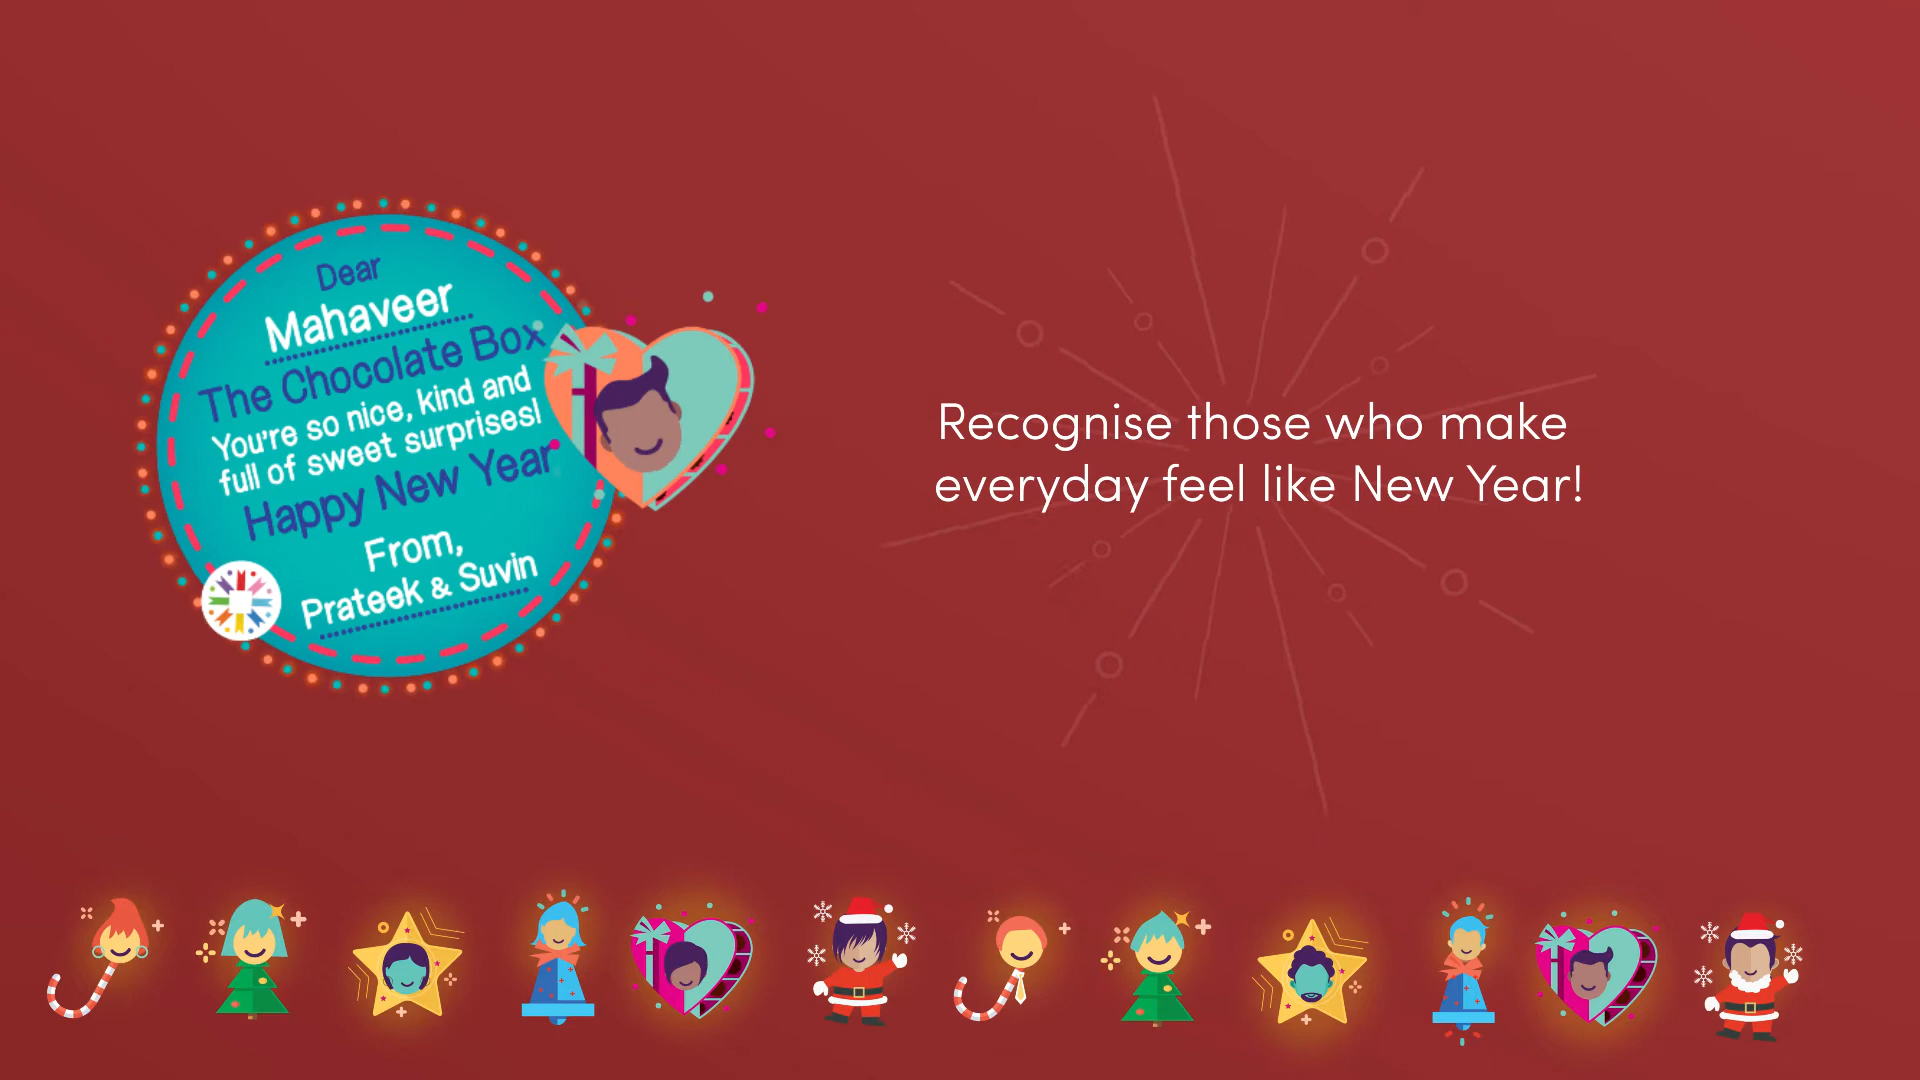 Dear
Mahaveer
The Chocolate Box
You're so nice, kind and
full of sweet surprises!
Happy New Year
From,
Prateek & Suvin
Recognise those who make
everyday feel like New Year!